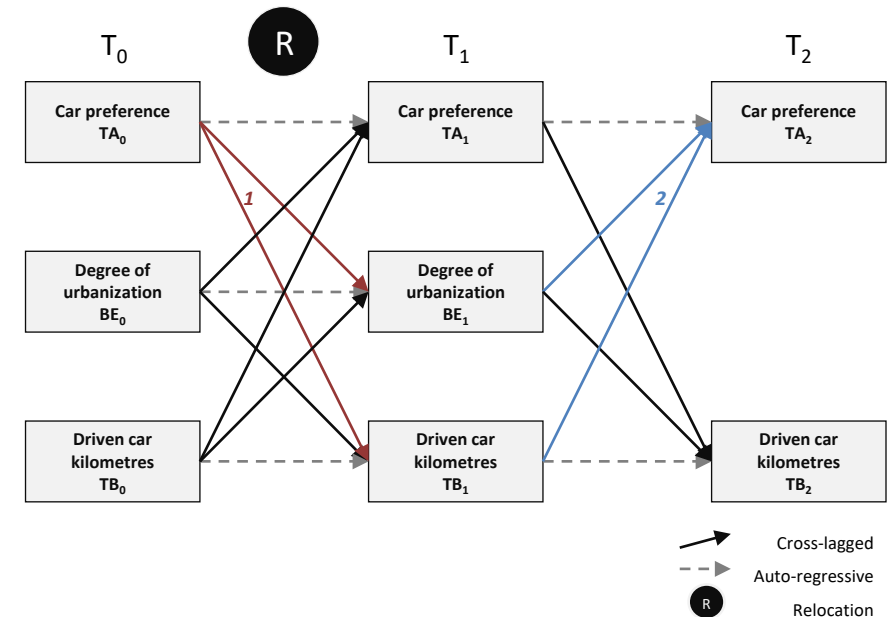 T0
R
T1
T2
Car preference
TA0
Car preference
TA1
Car preference
TA2
1
2
Degree of
urbanization
BE0
Degree of
urbanization
BE1
Driven car
kilometres
TB0
Driven car
kilometres
TB1
Driven car
kilometres
TB2
Cross-lagged
Auto-regressive
R
Relocation